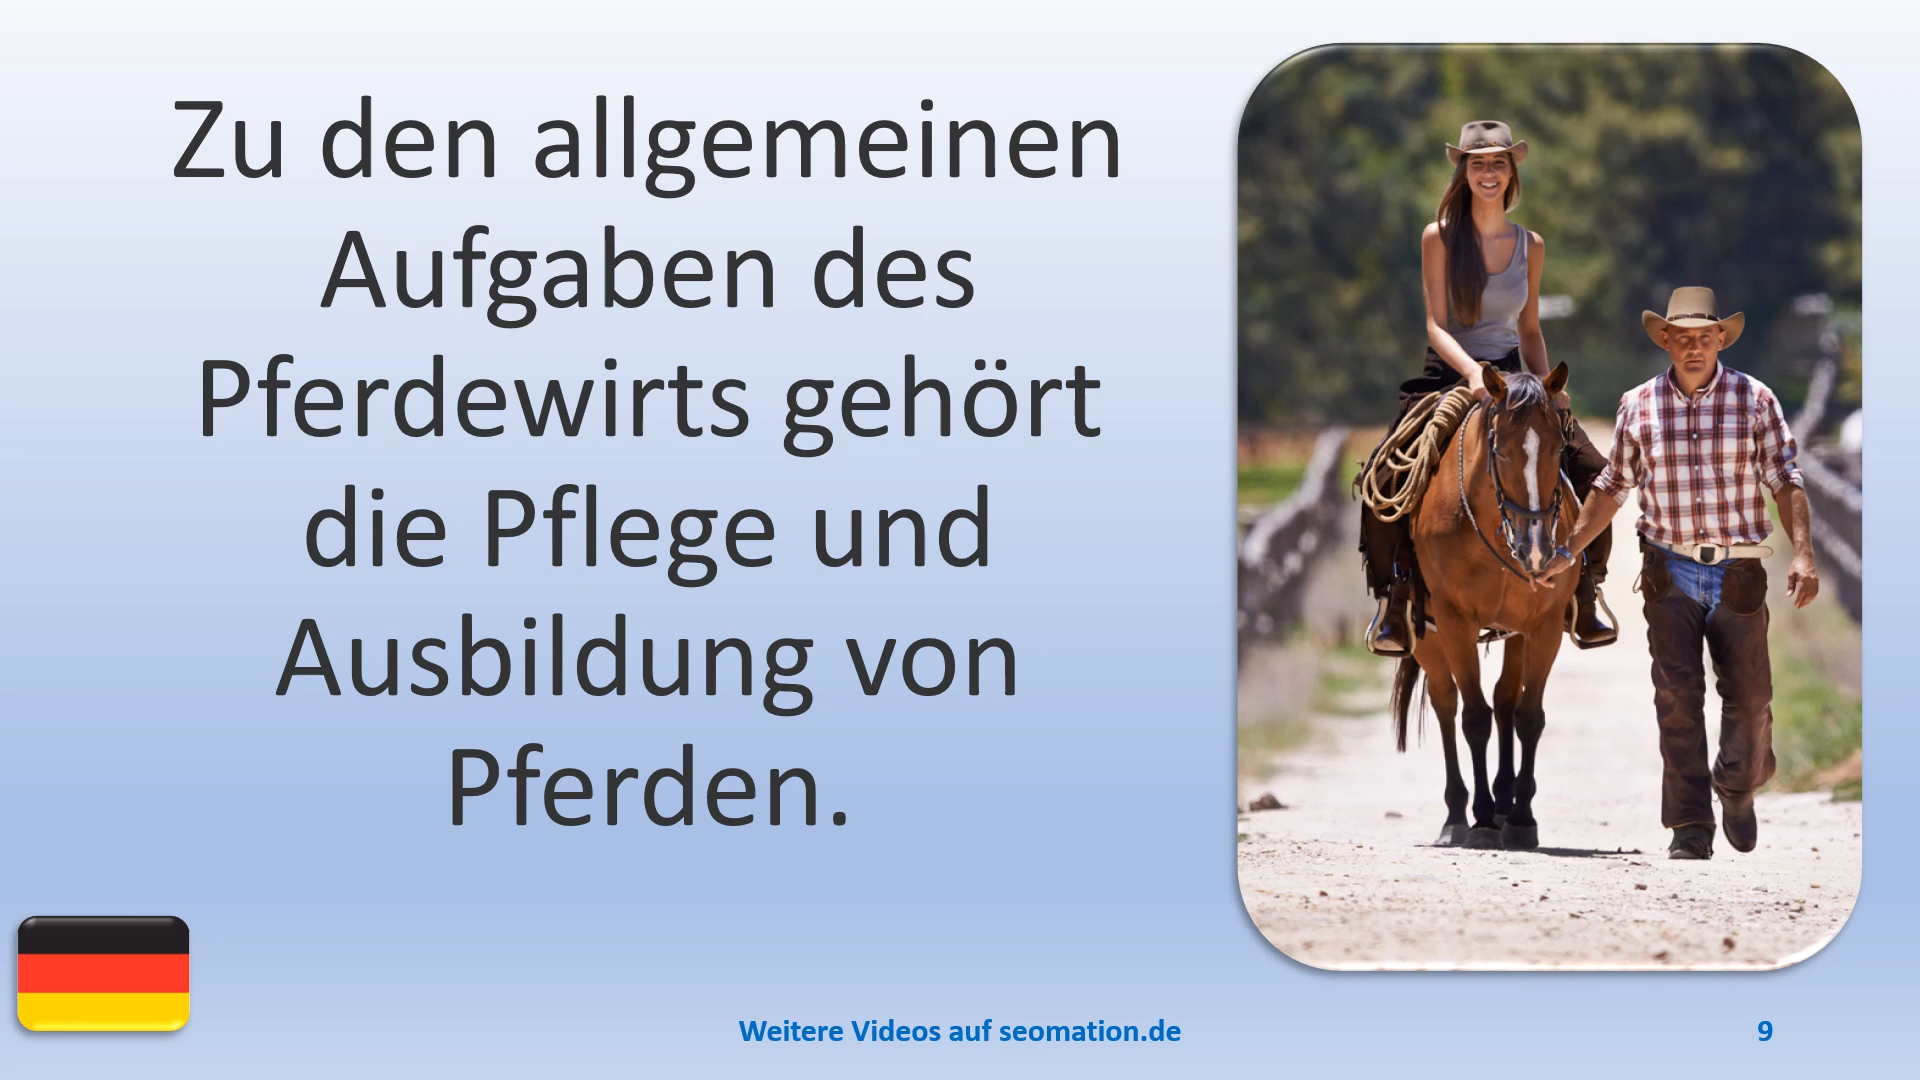 Zu den allgemeinen
Aufgaben des
Pferdewirts gehört
die Pflege und
Ausbildung von
Pferden.
Weitere Videos auf seomation.de
9